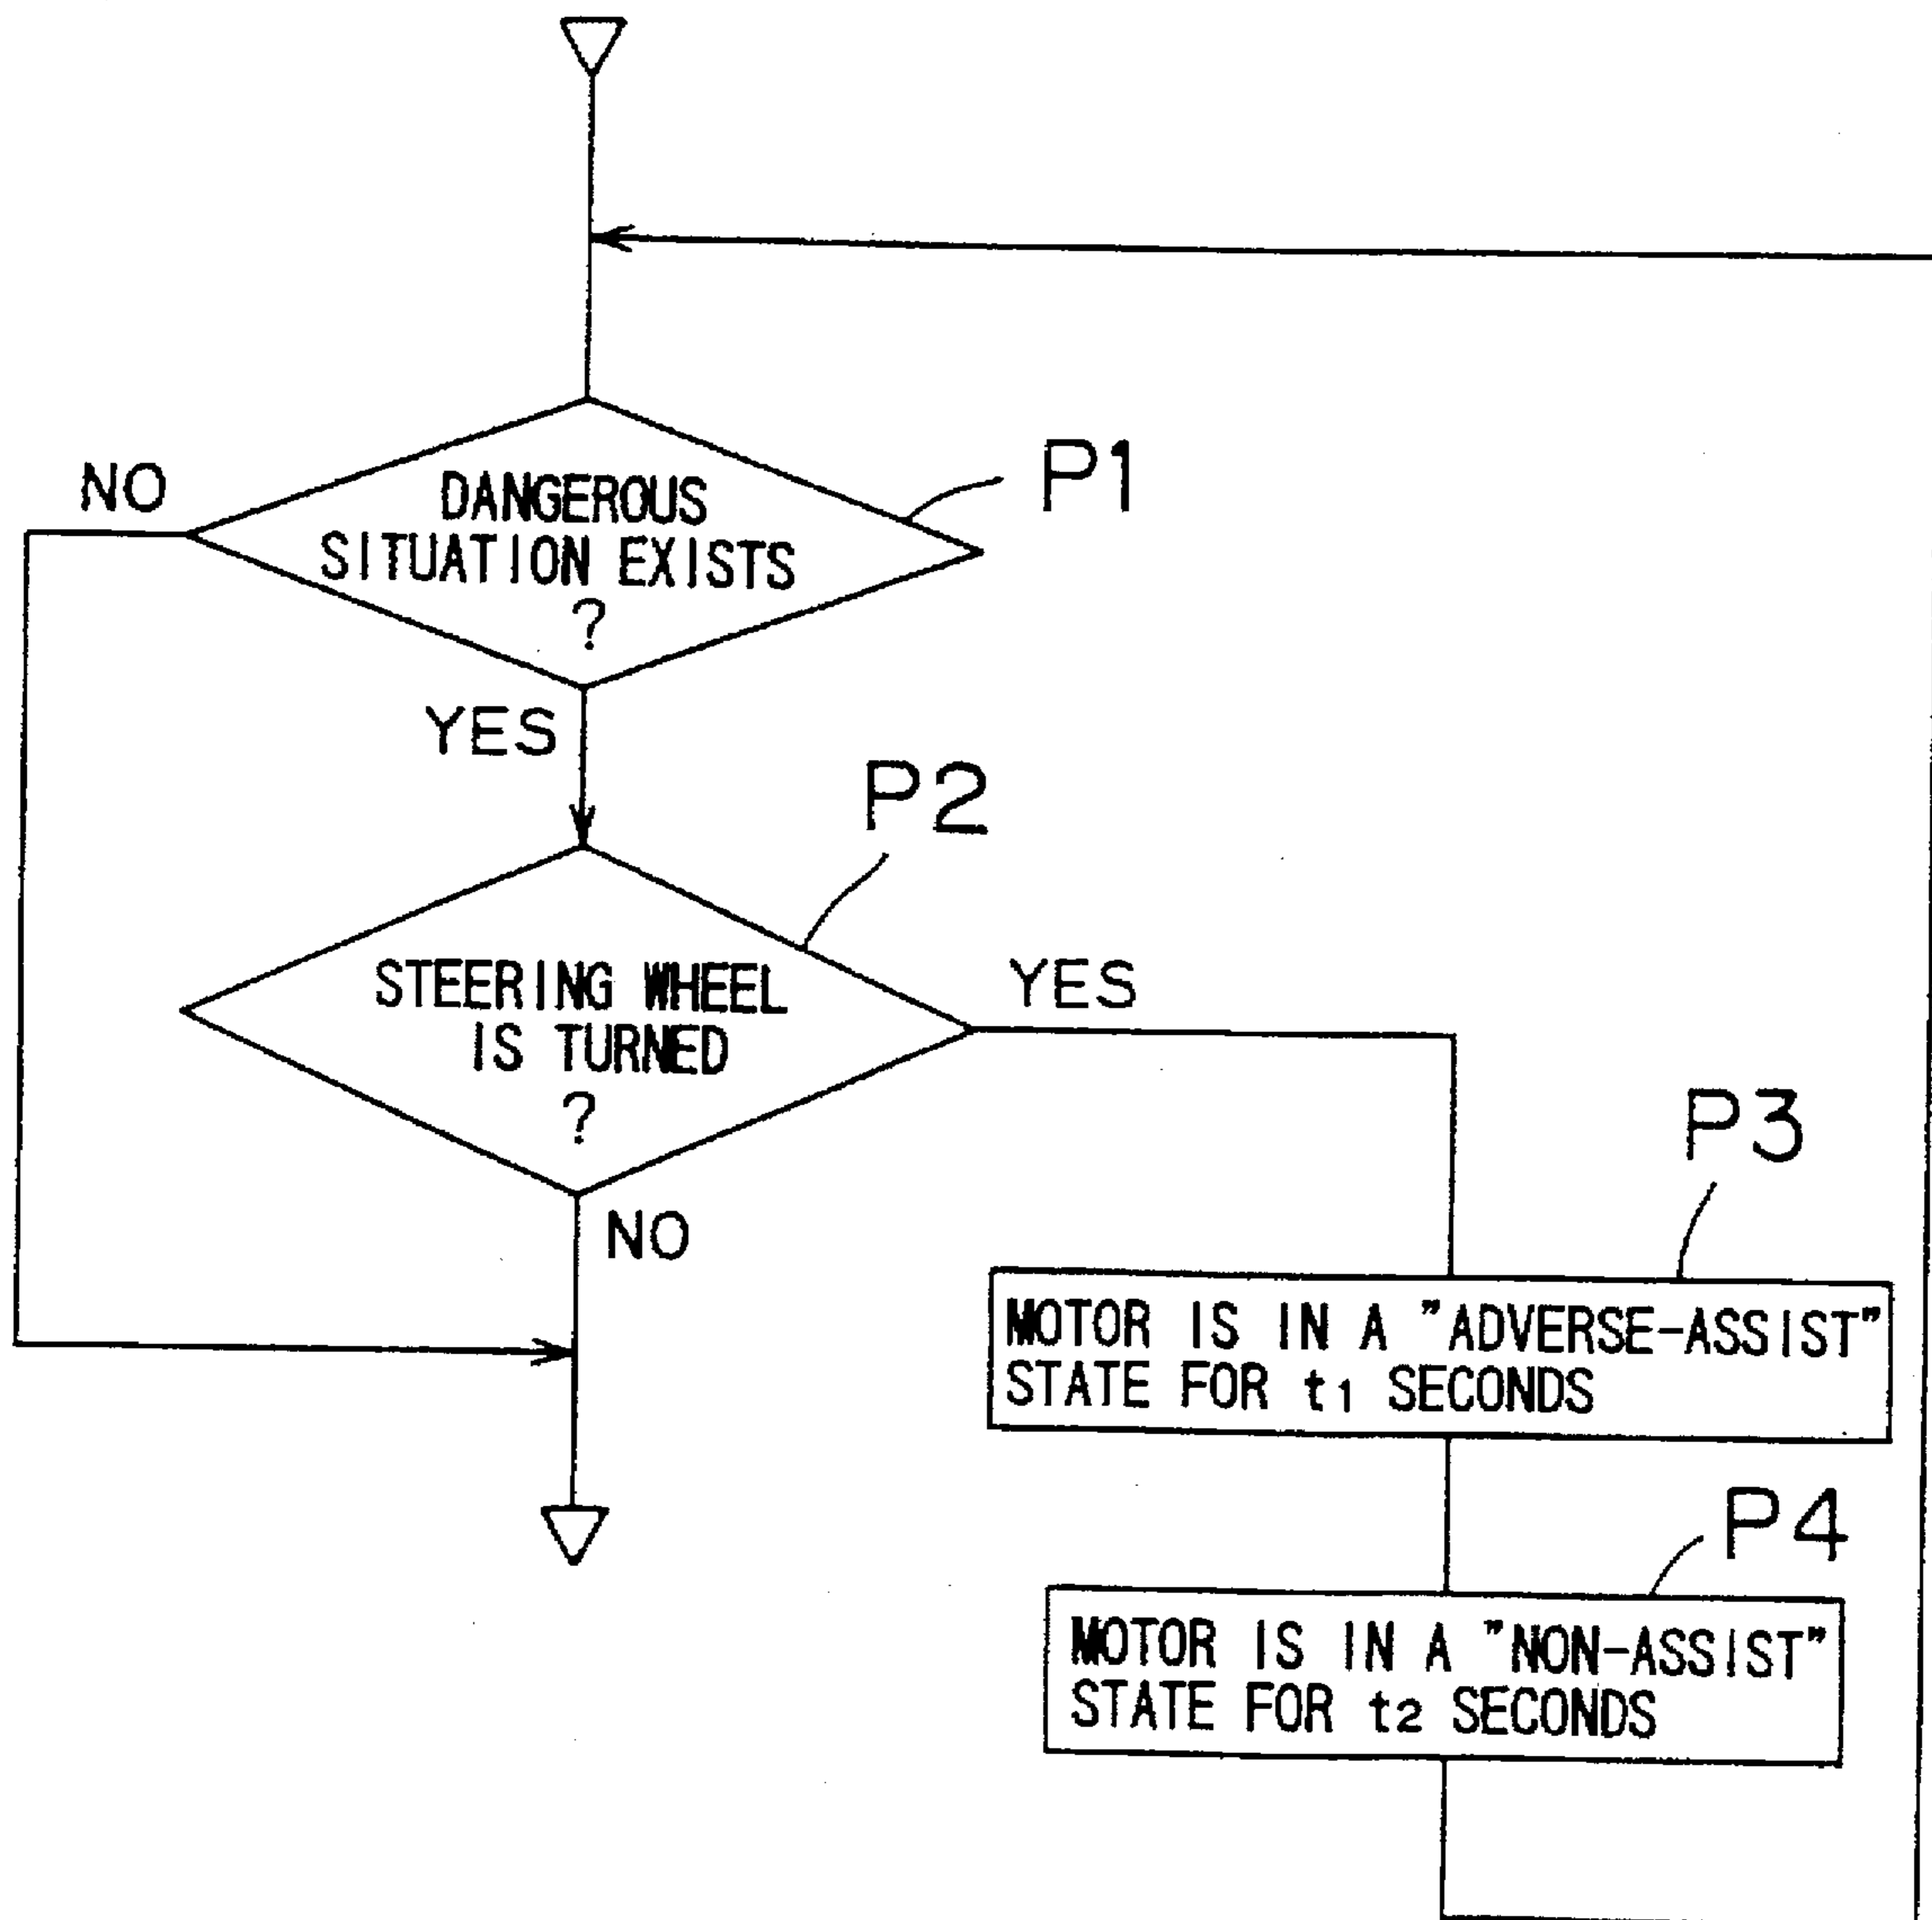 P1
NO
DANGEROUS
SITUATION EXISTS
?
YES
P2
STEERING WHEEL
IS TURNED
?
YES
NO
P3
MOTOR IS IN A "ADVERSE-ASSIST"
STATE FOR t1 SECONDS
P4
MOTOR IS IN A "NON-ASSIST"
STATE FOR t2 SECONDS